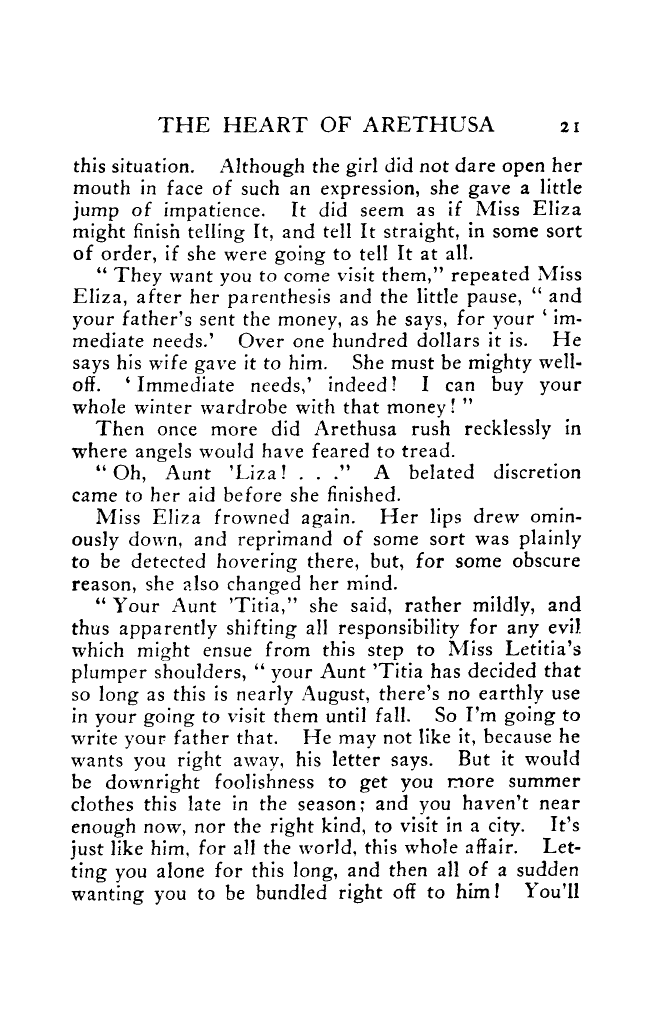 THE HEART OF ARETHUSA 21
this situation. Although the girl did not dare open her
mouth in face of such an expression, she gave a little
jump of impatience. It did seem as if Miss Eliza
might finish telling It, and tell It straight, in some sort
of order, if she were going to tell It at all.
“ They want you to come visit them,” repeated Miss
Eliza, after her parenthesis and the little pause, “ and
your father's sent the money, as he says, for your ‘ im-
mediate needs.’ Over one hundred dollars it is. He
says his wife gave it to him. She must be mighty well-
off. ‘ Immediate needs,’ indeed! I can buy your
whole winter wardrobe with that money! ”
Then once more did Arethusa rush recklessly in
where angels would have feared to tread.
“ Oh, Aunt ’Liza! . . .” A belated discretion
came to her aid before she finished.
Miss Eliza frowned again. Her lips drew omin-
ously down, and reprimand of some sort was plainly
to be detected hovering there, but, for some obscure
reason, she also changed her mind.
“ Your Aunt ’Titia,” she said, rather mildly, and
thus apparently shifting all responsibility for any evil
which might ensue from this step to Miss Letitia's
plumper shoulders, “ your Aunt ’Titia has decided that
so long as this is nearly August, there's no earthly use
in your going to visit them until fall. So I'm going to
write your father that. He may not like it, because he
wants you right away, his letter says. But it would
be downright foolishness to get you more summer
clothes this late in the season; and you haven't near
enough now, nor the right kind, to visit in a city. It's
just like him, for all the world, this whole affair. Let-
ting you alone for this long, and then all of a sudden
wanting you to be bundled right off to him! You'll